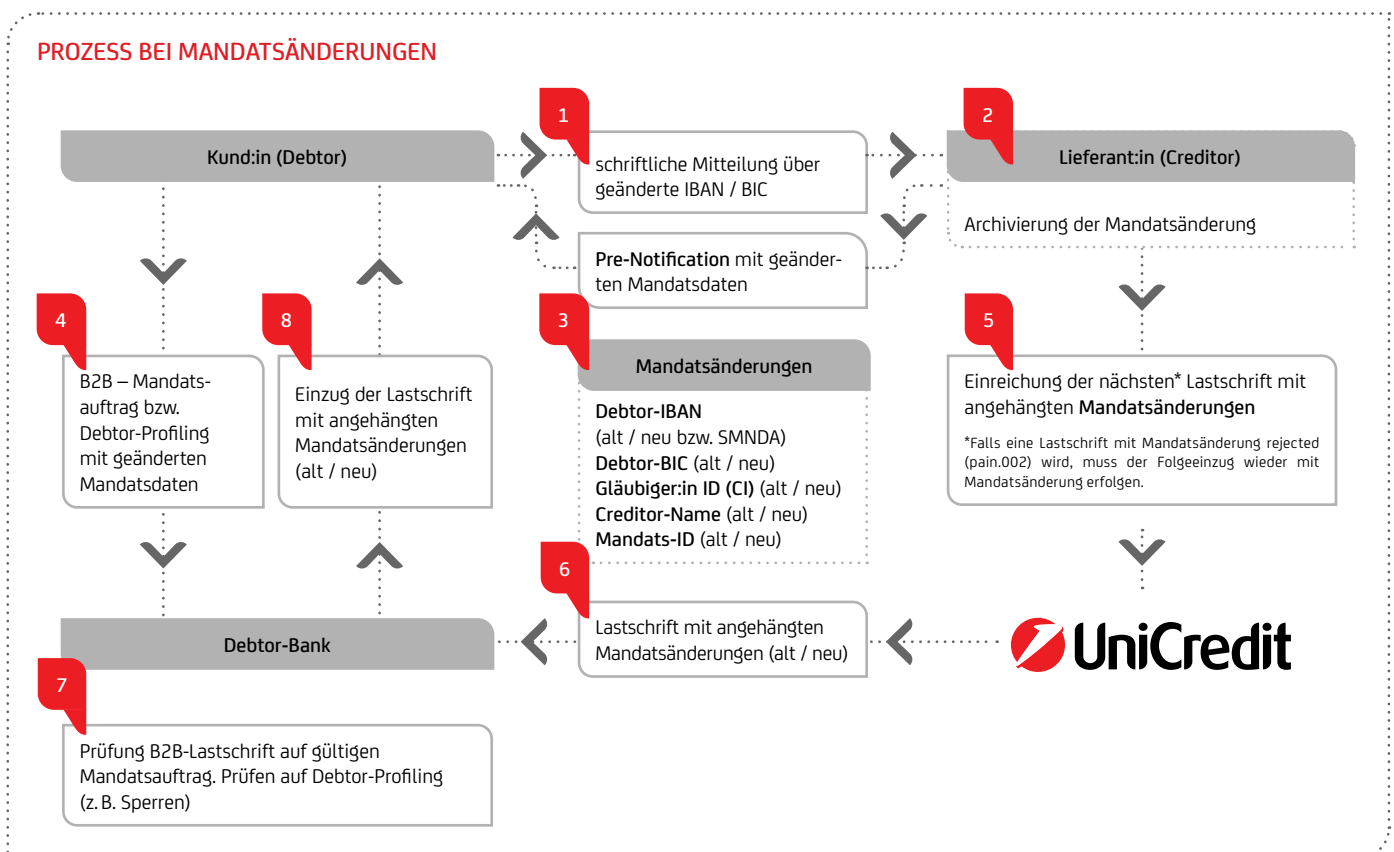 PROZESS BEI MANDATSÄNDERUNGEN
Kund:in (Debtor)
1
schriftliche Mitteilung über
geänderte IBAN / BIC
2
Lieferant:in (Creditor)
Archivierung der Mandatsänderung
Pre-Notification mit geänder-
ten Mandatsdaten
3
Mandatsänderungen
Debtor-IBAN
(alt / neu bzw. SMNDA)
Debtor-BIC (alt / neu)
Gläubiger:in ID (CI) (alt / neu)
Creditor-Name (alt / neu)
Mandats-ID (alt / neu)
4
B2B – Mandats-
auftrag bzw.
Debtor-Profiling
mit geänderten
Mandatsdaten
8
Einzug der Lastschrift
mit angehängten
Mandatsänderungen
(alt / neu)
5
Einreichung der nächsten* Lastschrift mit
angehängten Mandatsänderungen
*Falls eine Lastschrift mit Mandatsänderung rejected
(pain.002) wird, muss der Folgeeinzug wieder mit
Mandatsänderung erfolgen.
6
Lastschrift mit angehängten
Mandatsänderungen (alt / neu)
UniCredit
Debtor-Bank
7
Prüfung B2B-Lastschrift auf gültigen
Mandatsauftrag. Prüfen auf Debtor-Profiling
(z. B. Sperren)